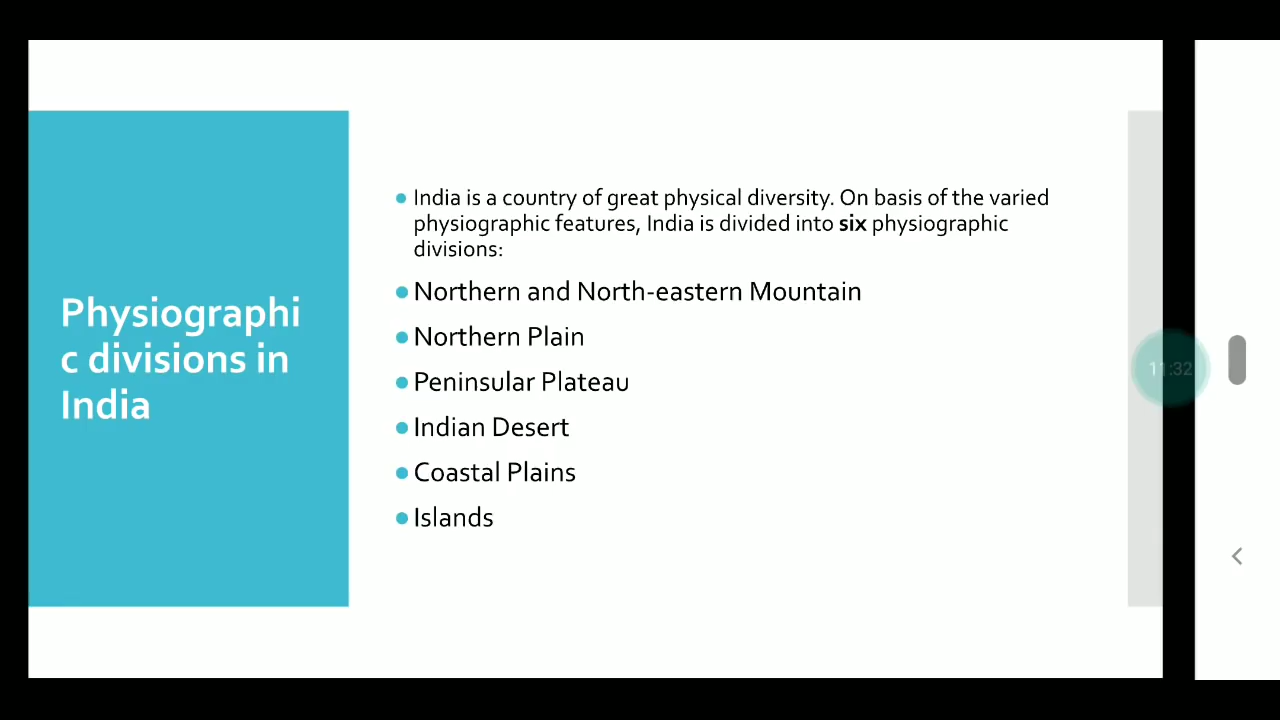 Physiographi
c divisions in
India
India is a country of great physical diversity. On basis of the varied
physiographic features, India is divided into six physiographic
divisions:
Northern and North-eastern Mountain
Northern Plain
Peninsular Plateau
Indian Desert
Coastal Plains
Islands
11:32